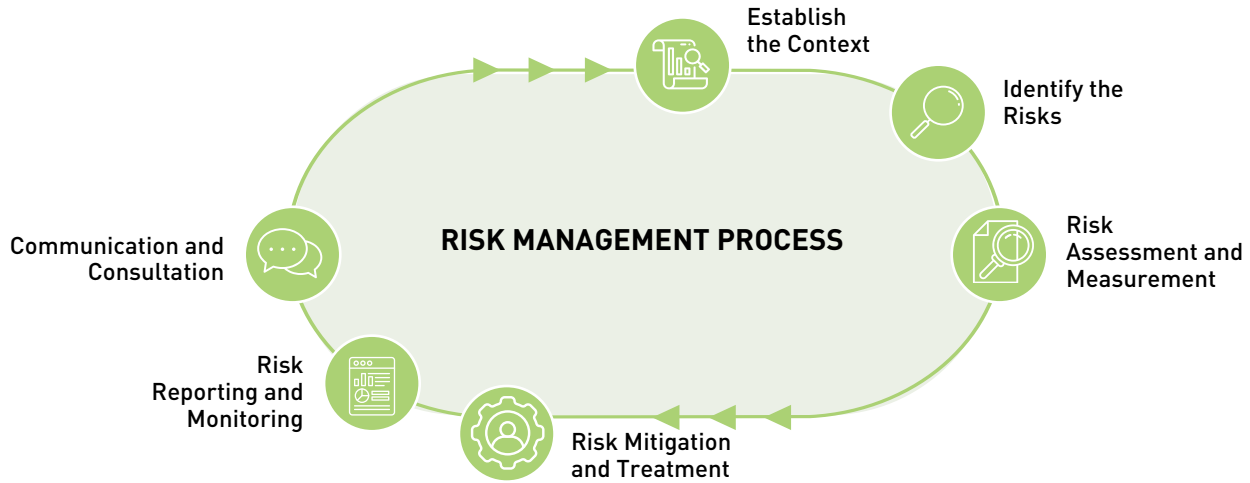 Establish
the Context
Identify the
Risks
RISK MANAGEMENT PROCESS
Risk
Assessment and
Measurement
Communication and
Consultation
Risk
Reporting and
Monitoring
Risk Mitigation
and Treatment